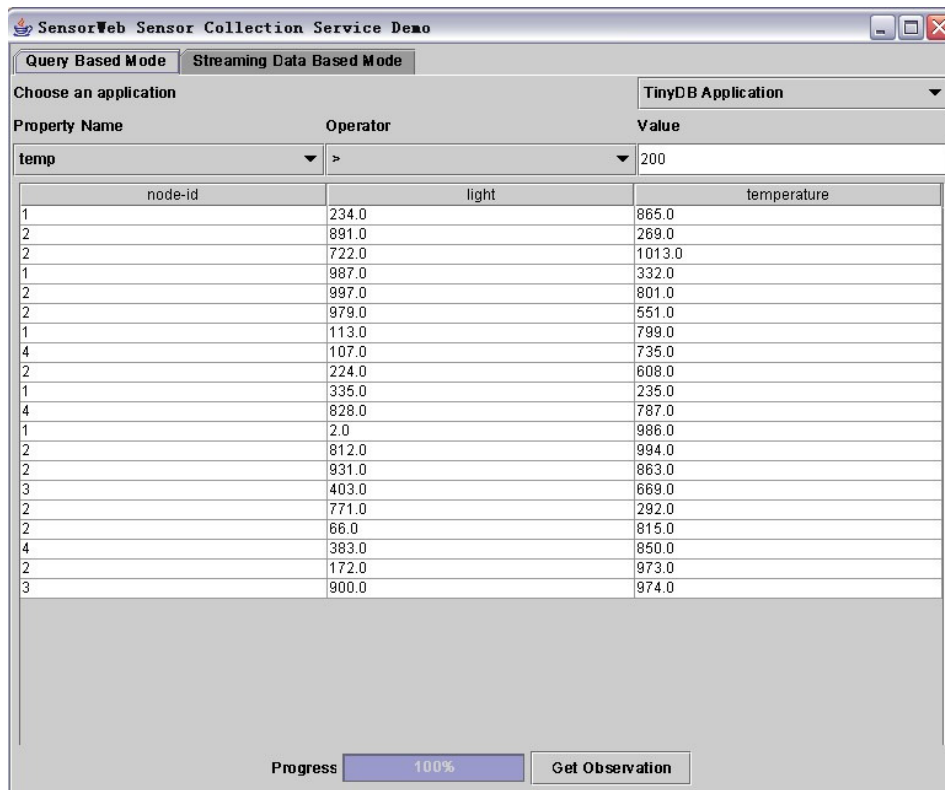 SensorWeb Sensor Collection Service Demo
Query Based Mode Streaming Data Based Mode
Choose an application TinyDB Application
Property Name Operator Value
temp > 200
node-id light temperature
1 234.0 865.0
2 891.0 269.0
2 722.0 1013.0
1 987.0 332.0
2 997.0 801.0
2 979.0 551.0
1 113.0 799.0
4 107.0 735.0
2 224.0 608.0
1 335.0 235.0
4 828.0 787.0
1 2.0 986.0
2 812.0 994.0
2 931.0 863.0
3 403.0 669.0
2 771.0 292.0
2 66.0 815.0
4 383.0 850.0
2 172.0 973.0
3 900.0 974.0
Progress 100% Get Observation